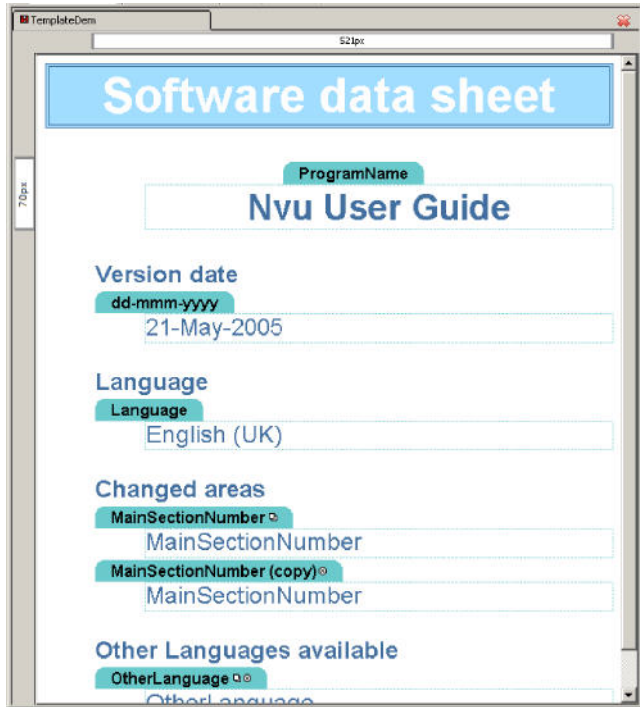 TemplateDem
521px
Software data sheet
70px
ProgramName
Nvu User Guide
Version date
dd-mmm-yyyy
21-May-2005
Language
Language
English (UK)
Changed areas
MainSectionNumber
MainSectionNumber
MainSectionNumber (copy)
MainSectionNumber
Other Languages available
OtherLanguage
OtherLanguage